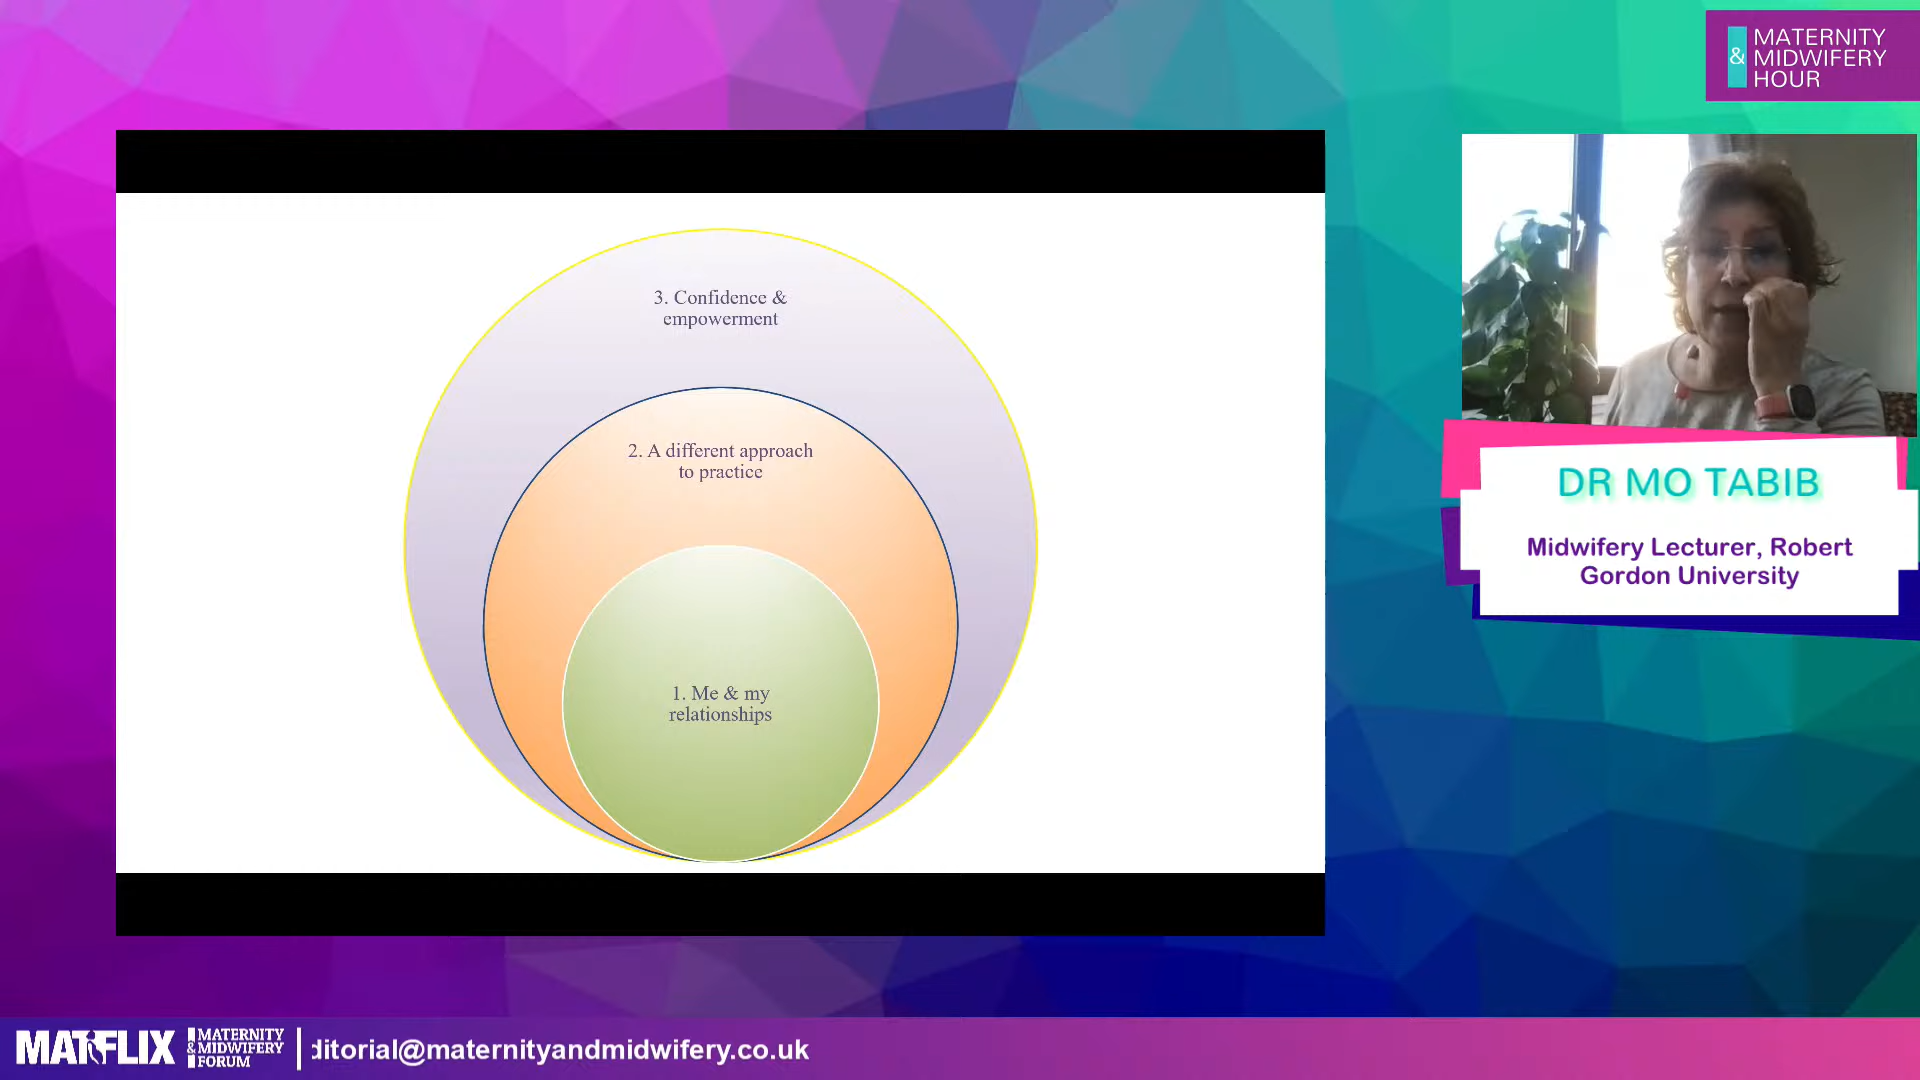 &
MATERNITY
MIDWIFERY
HOUR
3. Confidence &
empowerment
2. A different approach
to practice
1. Me & my
relationships
DR MO TABIB
Midwifery Lecturer, Robert
Gordon University
MATFLIX
MATERNITY
& MIDWIFERY
FORUM
ditorial@maternityandmidwifery.co.uk